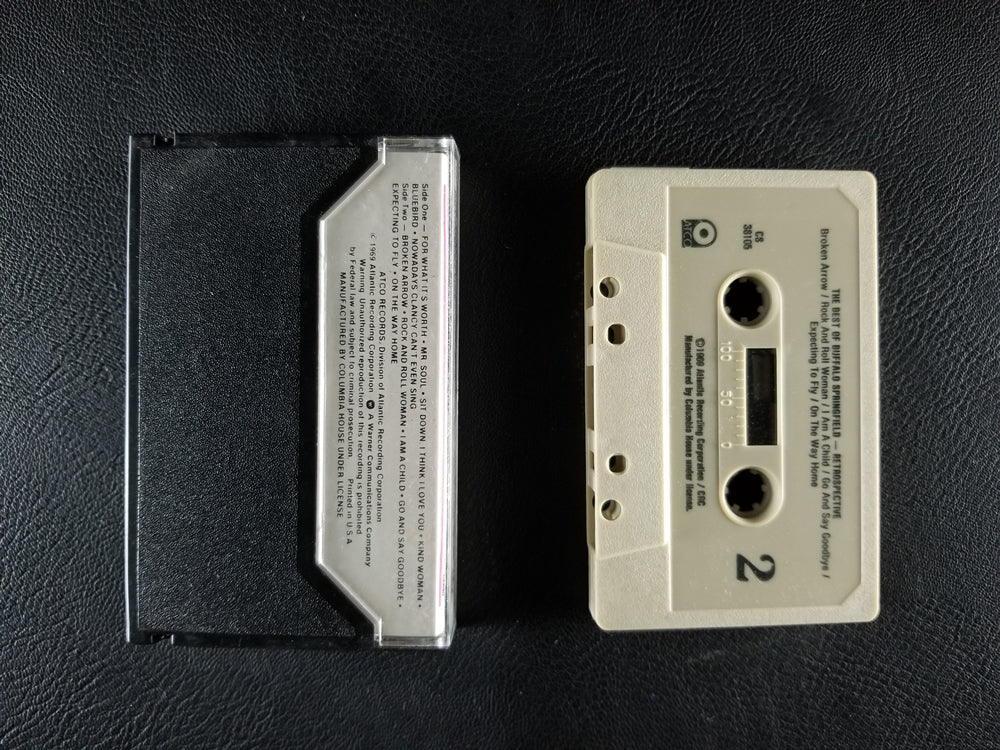 Side One — FOR WHAT IT'S WORTH • MR. SOUL • SIT DOWN, I THINK I LOVE YOU • KIND WOMAN •
BLUEBIRD • NOWADAYS CLANCY CAN'T EVEN SING
Side Two — BROKEN ARROW • ROCK AND ROLL WOMAN • I AM A CHILD • GO AND SAY GOODBYE •
EXPECTING TO FLY • ON THE WAY HOME
ATCO RECORDS, Division of Atlantic Recording Corporation
© 1969 Atlantic Recording Corporation W A Warner Communications Company
Warning: Unauthorized reproduction of this recording is prohibited
by Federal law and subject to criminal prosecution. Printed in U S A
MANUFACTURED BY COLUMBIA HOUSE UNDER LICENSE
THE BEST OF BUFFALO SPRINGFIELD — RETROSPECTIVE
Broken Arrow / Rock And Roll Woman / I Am A Child / Go And Say Goodbye /
Expecting To Fly / On The Way Home
CS
38105
ATCO
100 50 0
2
©1969 Atlantic Recording Corporation / CRC
Manufactured by Columbia House under license.